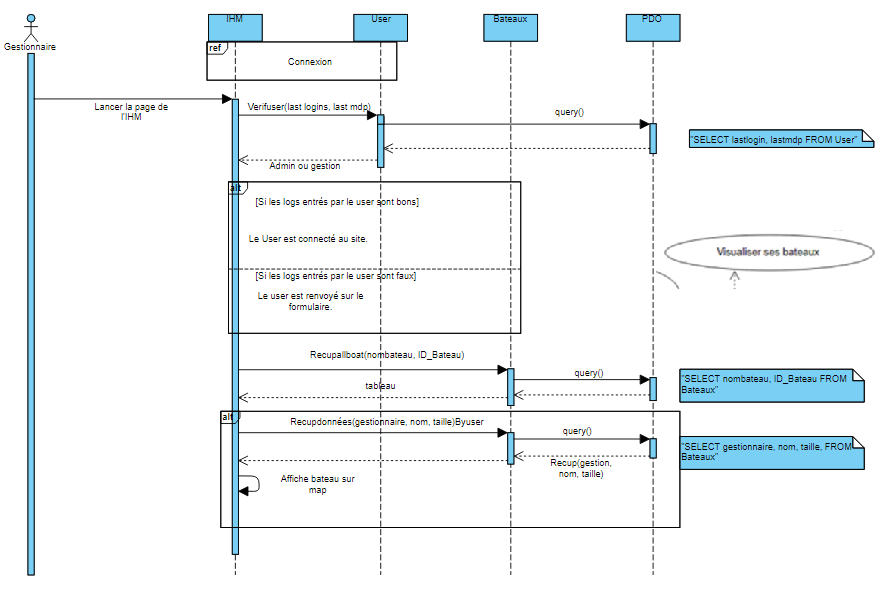 IHM
User
Bateaux
PDO
Gestionnaire
ref
Connexion
Lancer la page de
l'IHM
Verifuser(last logins, last mdp)
query()
"SELECT lastlogin, lastmdp FROM User"
Admin ou gestion
alt
[Si les logs entrés par le user sont bons]
Le User est connecté au site.
Visualiser ses bateaux
[Si les logs entrés par le user sont faux]
Le user est renvoyé sur le
formulaire.
Recupallboat(nombateau, ID_Bateau)
query()
"SELECT nombateau, ID_Bateau FROM
Bateaux"
tableau
alt
Recupdonnées(gestionnaire, nom, taille)Byuser
query()
"SELECT gestionnaire, nom, taille, FROM
Bateaux"
Recup(gestion,
nom, taille)
Affiche bateau sur
map